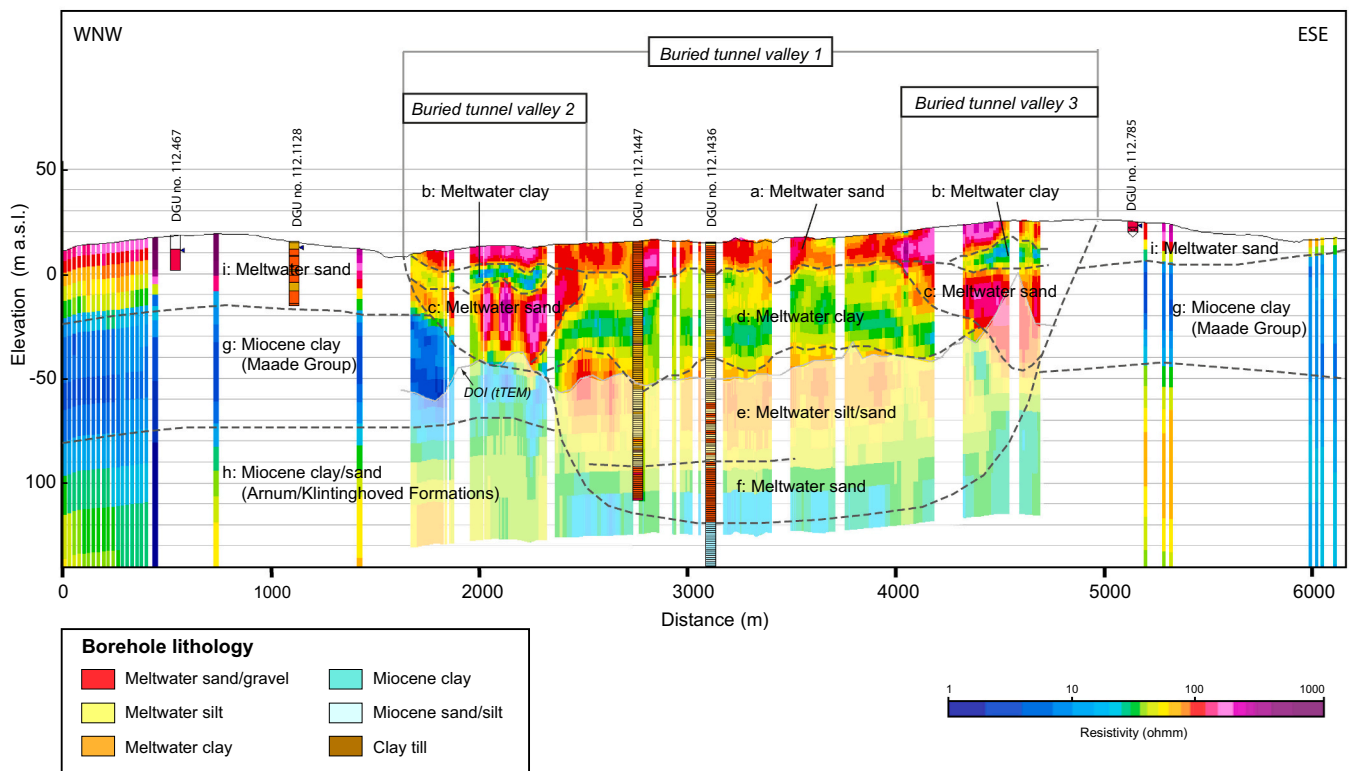 WNW
ESE
Buried tunnel valley 1
Buried tunnel valley 2
Buried tunnel valley 3
DGU no. 112.467
DGU no. 112.1128
DGU no. 112.1447
DGU no. 112.1436
DGU no. 112.785
b: Meltwater clay
a: Meltwater sand
b: Meltwater clay
i: Meltwater sand
i: Meltwater sand
c: Meltwater sand
c: Meltwater sand
d: Meltwater clay
g: Miocene clay
(Maade Group)
g: Miocene clay
(Maade Group)
DOI (tTEM)
e: Meltwater silt/sand
h: Miocene clay/sand
(Arnum/Klintinghoved Formations)
f: Meltwater sand
Elevation (m a.s.l.)
50
0
-50
100
0
1000
2000
3000
4000
5000
6000
Distance (m)
Borehole lithology
Meltwater sand/gravel
Meltwater silt
Meltwater clay
Miocene clay
Miocene sand/silt
Clay till
1
10
100
1000
Resistivity (ohmm)